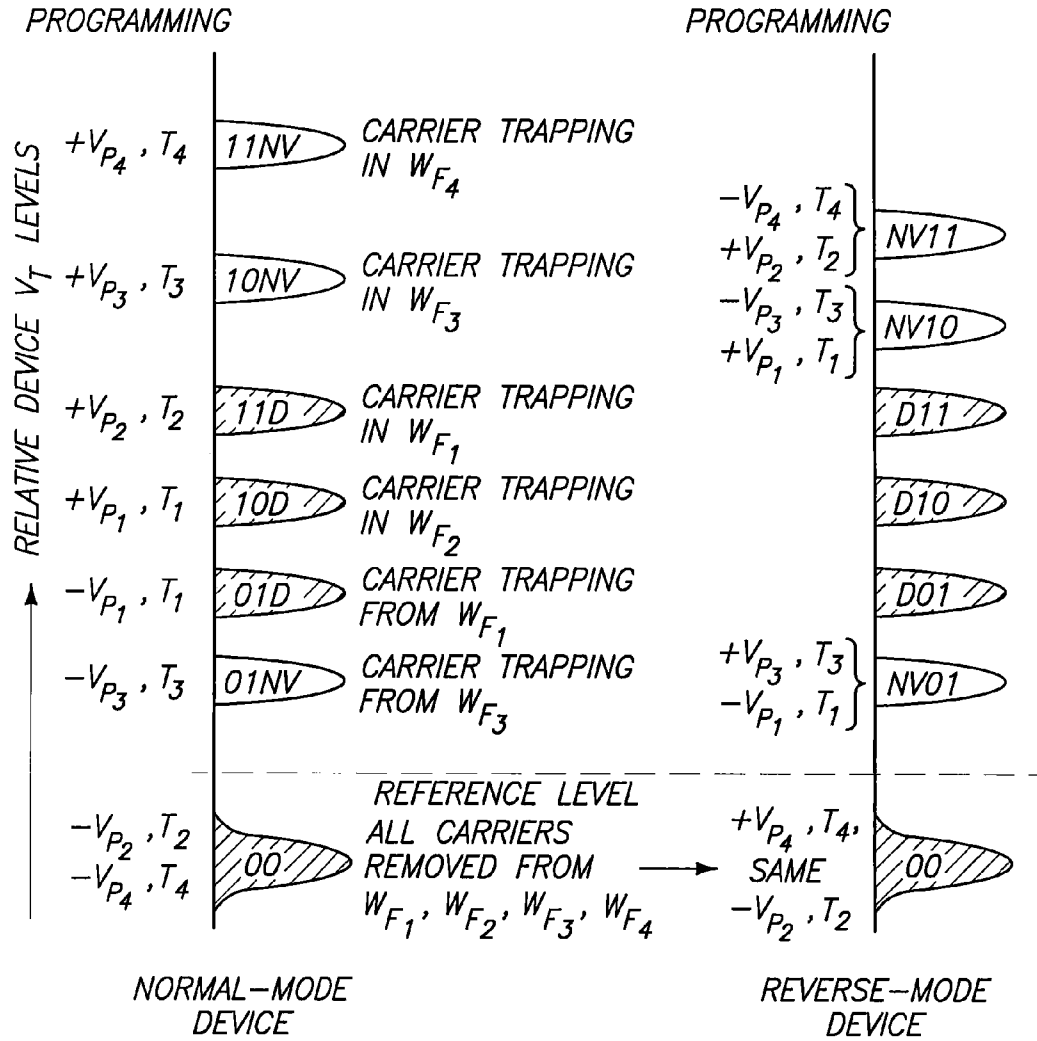 PROGRAMMING
PROGRAMMING
RELATIVE DEVICE V_T LEVELS
+V_P4 , T_4
11NV
CARRIER TRAPPING
IN W_F4
+V_P3 , T_3
10NV
CARRIER TRAPPING
IN W_F3
+V_P2 , T_2
11D
CARRIER TRAPPING
IN W_F1
+V_P1 , T_1
10D
CARRIER TRAPPING
IN W_F2
−V_P1 , T_1
01D
CARRIER TRAPPING
FROM W_F1
−V_P3 , T_3
01NV
CARRIER TRAPPING
FROM W_F3
−V_P2 , T_2
−V_P4 , T_4
00
REFERENCE LEVEL
ALL CARRIERS
REMOVED FROM
W_F1, W_F2, W_F3, W_F4
NORMAL−MODE
DEVICE
−V_P4 , T_4
+V_P2 , T_2
NV11
−V_P3 , T_3
+V_P1 , T_1
NV10
D11
D10
D01
+V_P3 , T_3
−V_P1 , T_1
NV01
+V_P4 , T_4,
SAME
−V_P2 , T_2
00
REVERSE−MODE
DEVICE